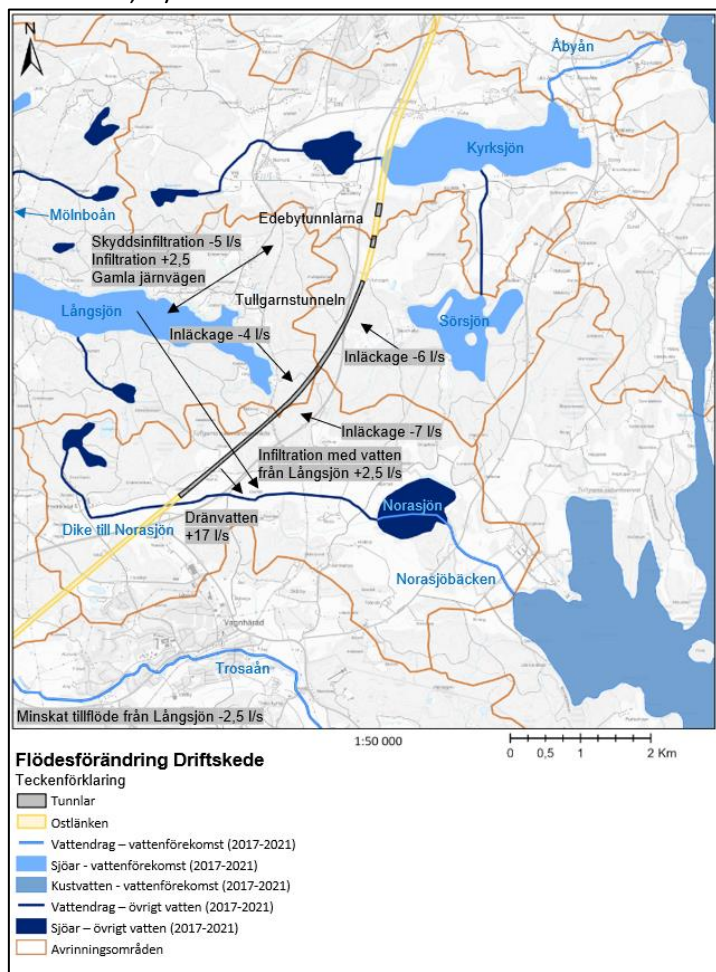 N
Åbyån
Kyrksjön
Mölnboån
Edebytunnlarna
Skyddsinfiltration -5 l/s
Infiltration +2,5
Gamla järnvägen
Långsjön
Tullgarnstunneln
Sörsjön
Inläckage -4 l/s
Inläckage -6 l/s
Inläckage -7 l/s
Infiltration med vatten
från Långsjön +2,5 l/s
Dränvatten
+17 l/s
Norasjön
Dike till Norasjön
Norasjöbäcken
Vagnhärad
Trosaån
Minskat tillflöde från Långsjön -2,5 l/s
1:50 000
0 0,5 1 2 Km
Flödesförändring Driftskede
Teckenförklaring
Tunnlar
Ostlänken
Vattendrag – vattenförekomst (2017-2021)
Sjöar - vattenförekomst (2017-2021)
Kustvatten - vattenförekomst (2017-2021)
Vattendrag – övrigt vatten (2017-2021)
Sjöar – övrigt vatten (2017-2021)
Avrinningsområden